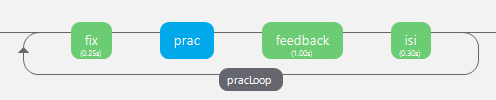 fix
(0.25s)
prac
feedback
(1.00s)
isi
(0.30s)
pracLoop